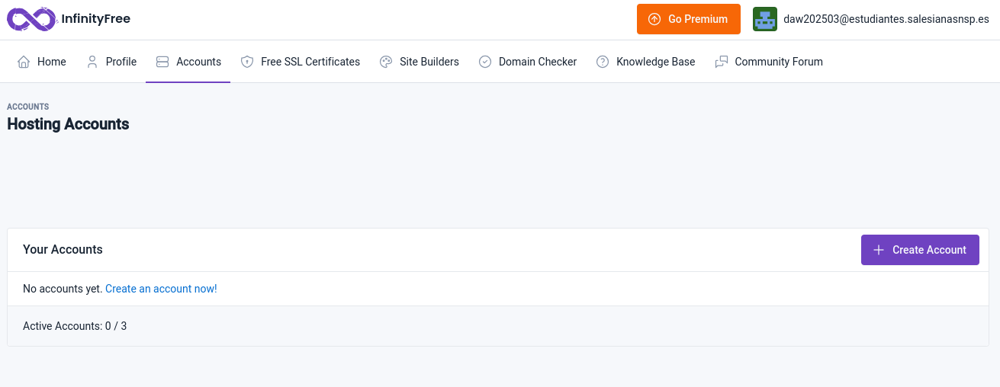 InfinityFree
Go Premium
daw202503@estudiantes.salesianasnsp.es
Home Profile Accounts Free SSL Certificates Site Builders Domain Checker Knowledge Base Community Forum
ACCOUNTS
Hosting Accounts
Your Accounts
Create Account
No accounts yet. Create an account now!
Active Accounts: 0 / 3